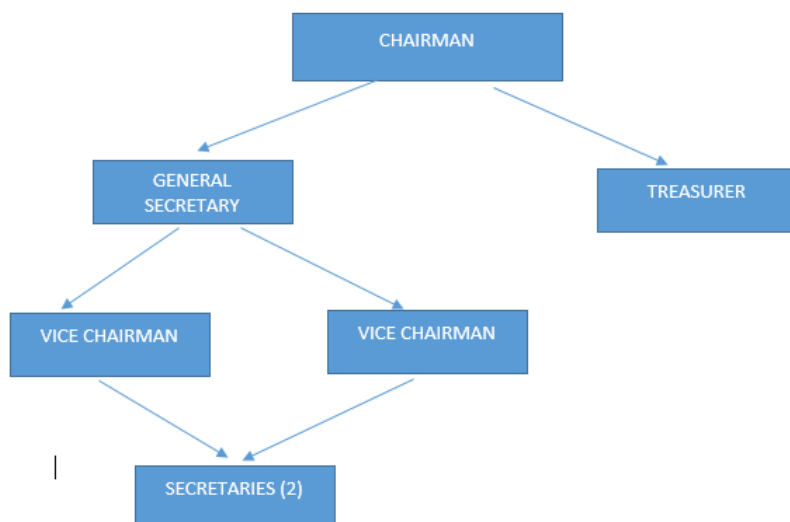 CHAIRMAN
GENERAL
SECRETARY
TREASURER
VICE CHAIRMAN
VICE CHAIRMAN
SECRETARIES (2)